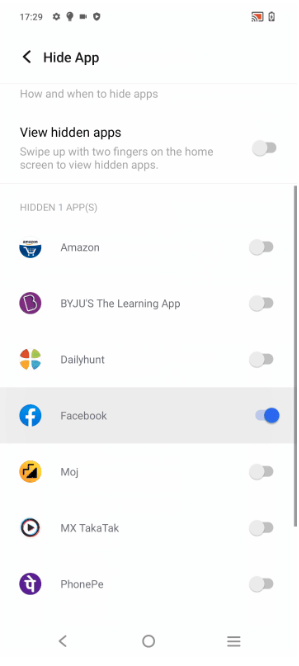 17:29
Hide App
How and when to hide apps
View hidden apps
Swipe up with two fingers on the home
screen to view hidden apps.
HIDDEN 1 APP(S)
Amazon
BYJU'S The Learning App
Dailyhunt
Facebook
Moj
MX TakaTak
PhonePe